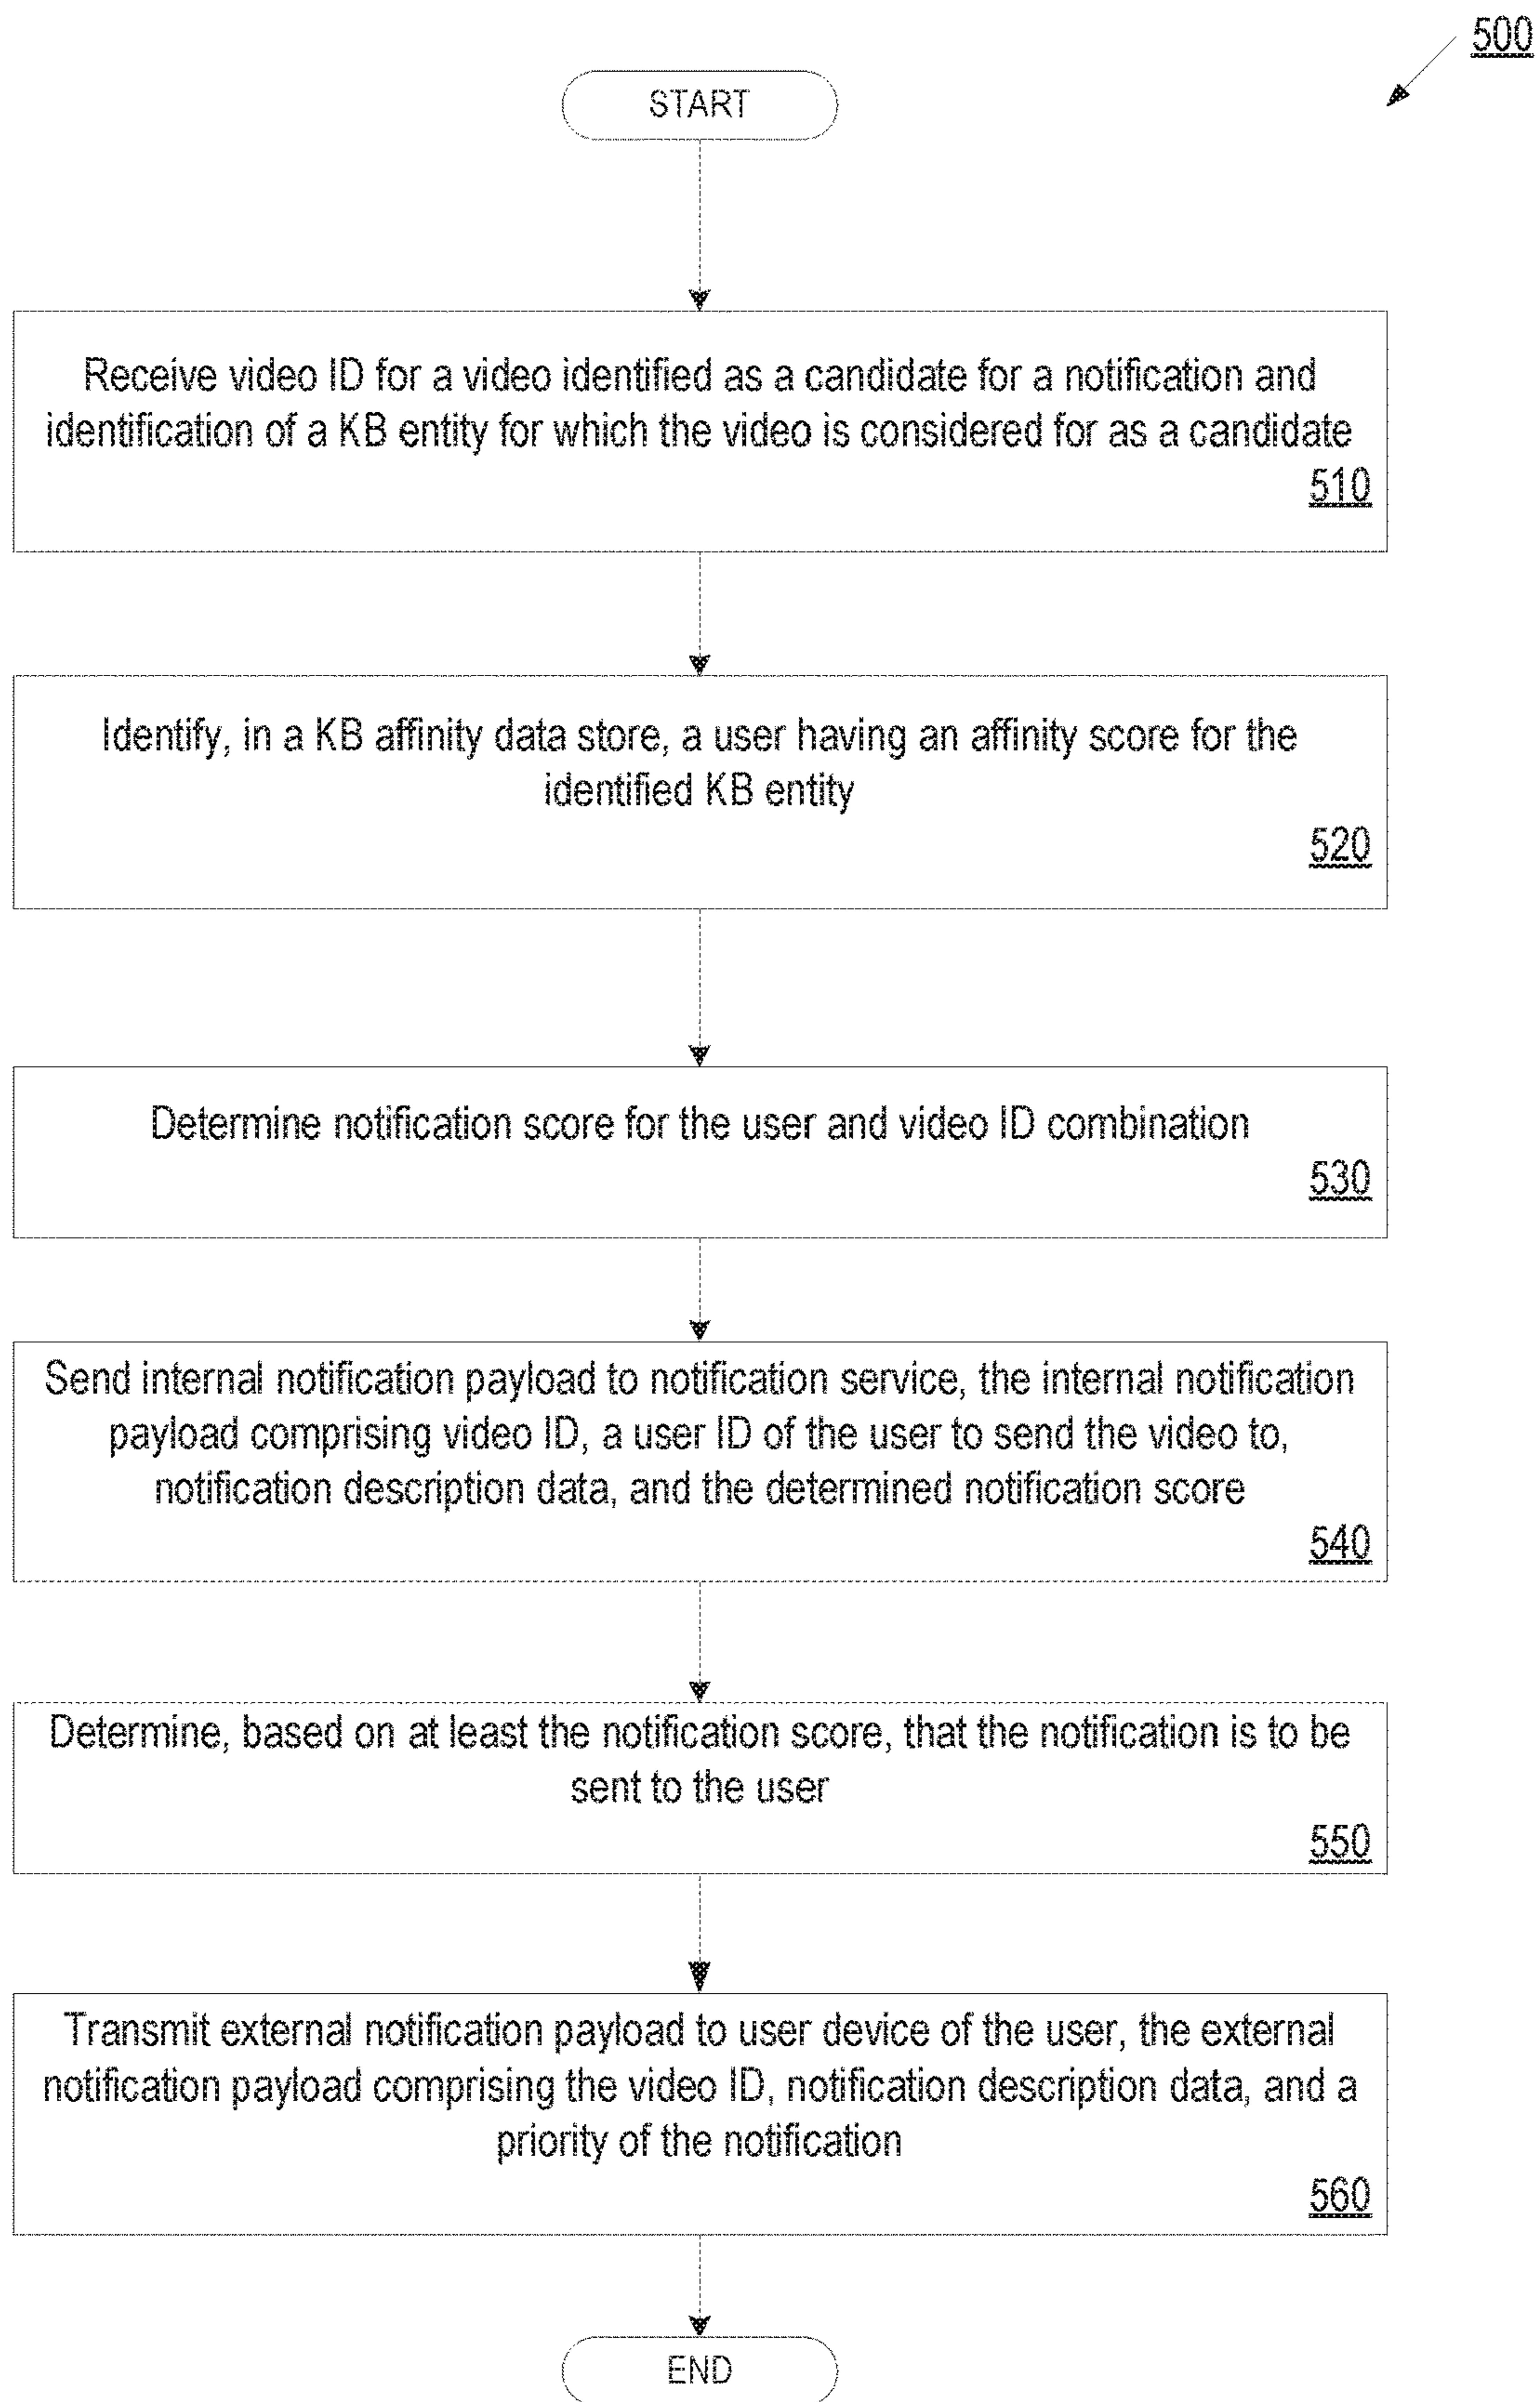 500
START
Receive video ID for a video identified as a candidate for a notification and
identification of a KB entity for which the video is considered for as a candidate
510
Identify, in a KB affinity data store, a user having an affinity score for the
identified KB entity
520
Determine notification score for the user and video ID combination
530
Send internal notification payload to notification service, the internal notification
payload comprising video ID, a user ID of the user to send the video to,
notification description data, and the determined notification score
540
Determine, based on at least the notification score, that the notification is to be
sent to the user
550
Transmit external notification payload to user device of the user, the external
notification payload comprising the video ID, notification description data, and a
priority of the notification
560
END